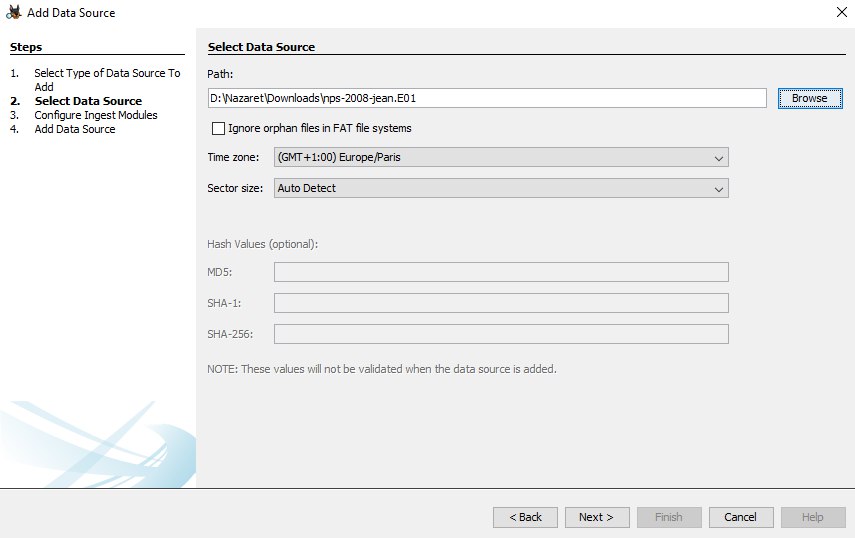 Add Data Source
Steps
1. Select Type of Data Source To
Add
2. Select Data Source
3. Configure Ingest Modules
4. Add Data Source
Select Data Source
Path:
D:\Nazaret\Downloads\nps-2008-jean.E01
Browse
Ignore orphan files in FAT file systems
Time zone: (GMT+1:00) Europe/Paris
Sector size: Auto Detect
Hash Values (optional):
MD5:
SHA-1:
SHA-256:
NOTE: These values will not be validated when the data source is added.
< Back Next > Finish Cancel Help